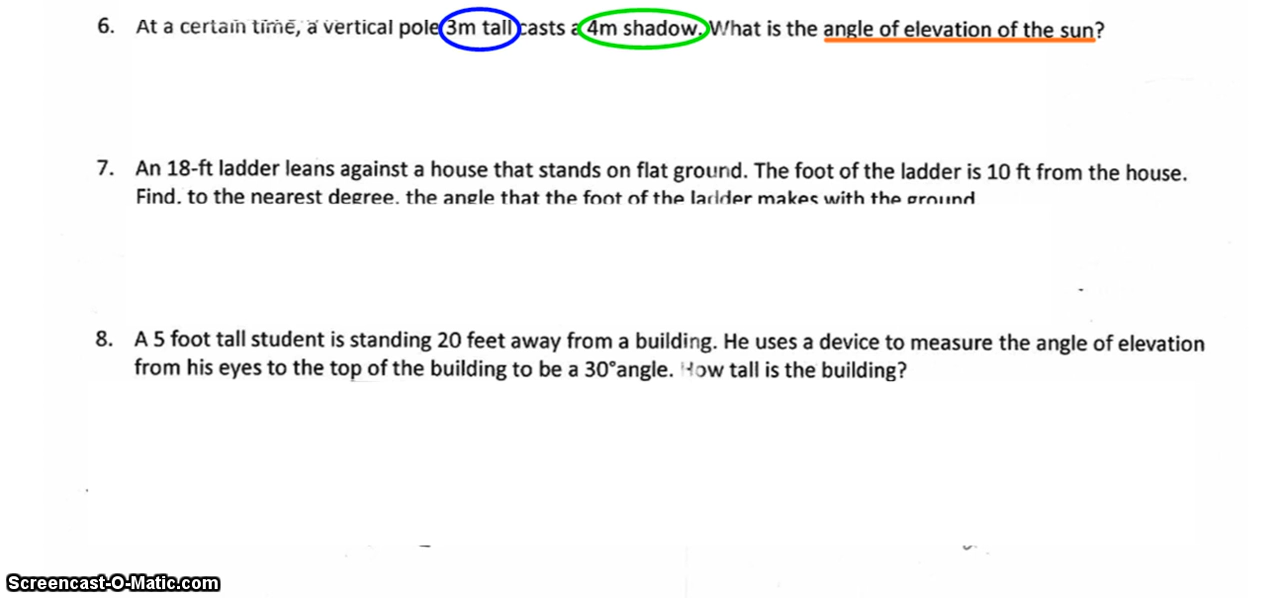 6. At a certain time, a vertical pole 3m tall casts a 4m shadow. What is the angle of elevation of the sun?
7. An 18-ft ladder leans against a house that stands on flat ground. The foot of the ladder is 10 ft from the house.
Find, to the nearest degree, the angle that the foot of the ladder makes with the ground
8. A 5 foot tall student is standing 20 feet away from a building. He uses a device to measure the angle of elevation
from his eyes to the top of the building to be a 30°angle. How tall is the building?
Screencast-O-Matic.com